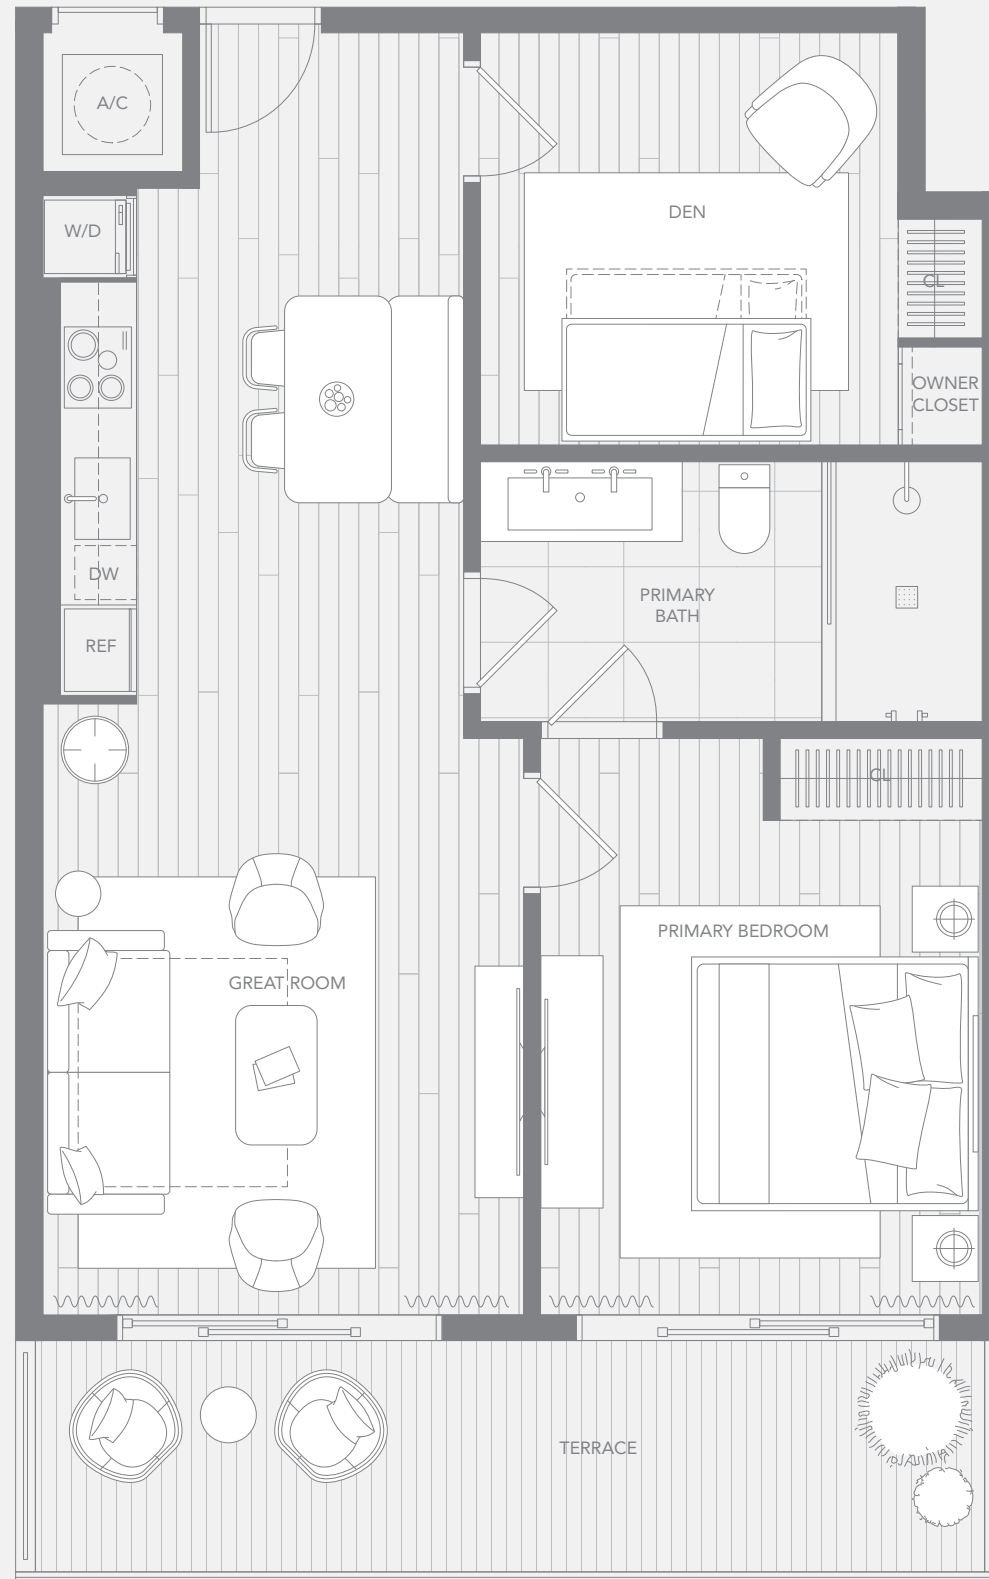 A/C
DEN
W/D
CL
OWNER
CLOSET
DW
PRIMARY
BATH
REF
CL
PRIMARY BEDROOM
GREAT ROOM
TERRACE